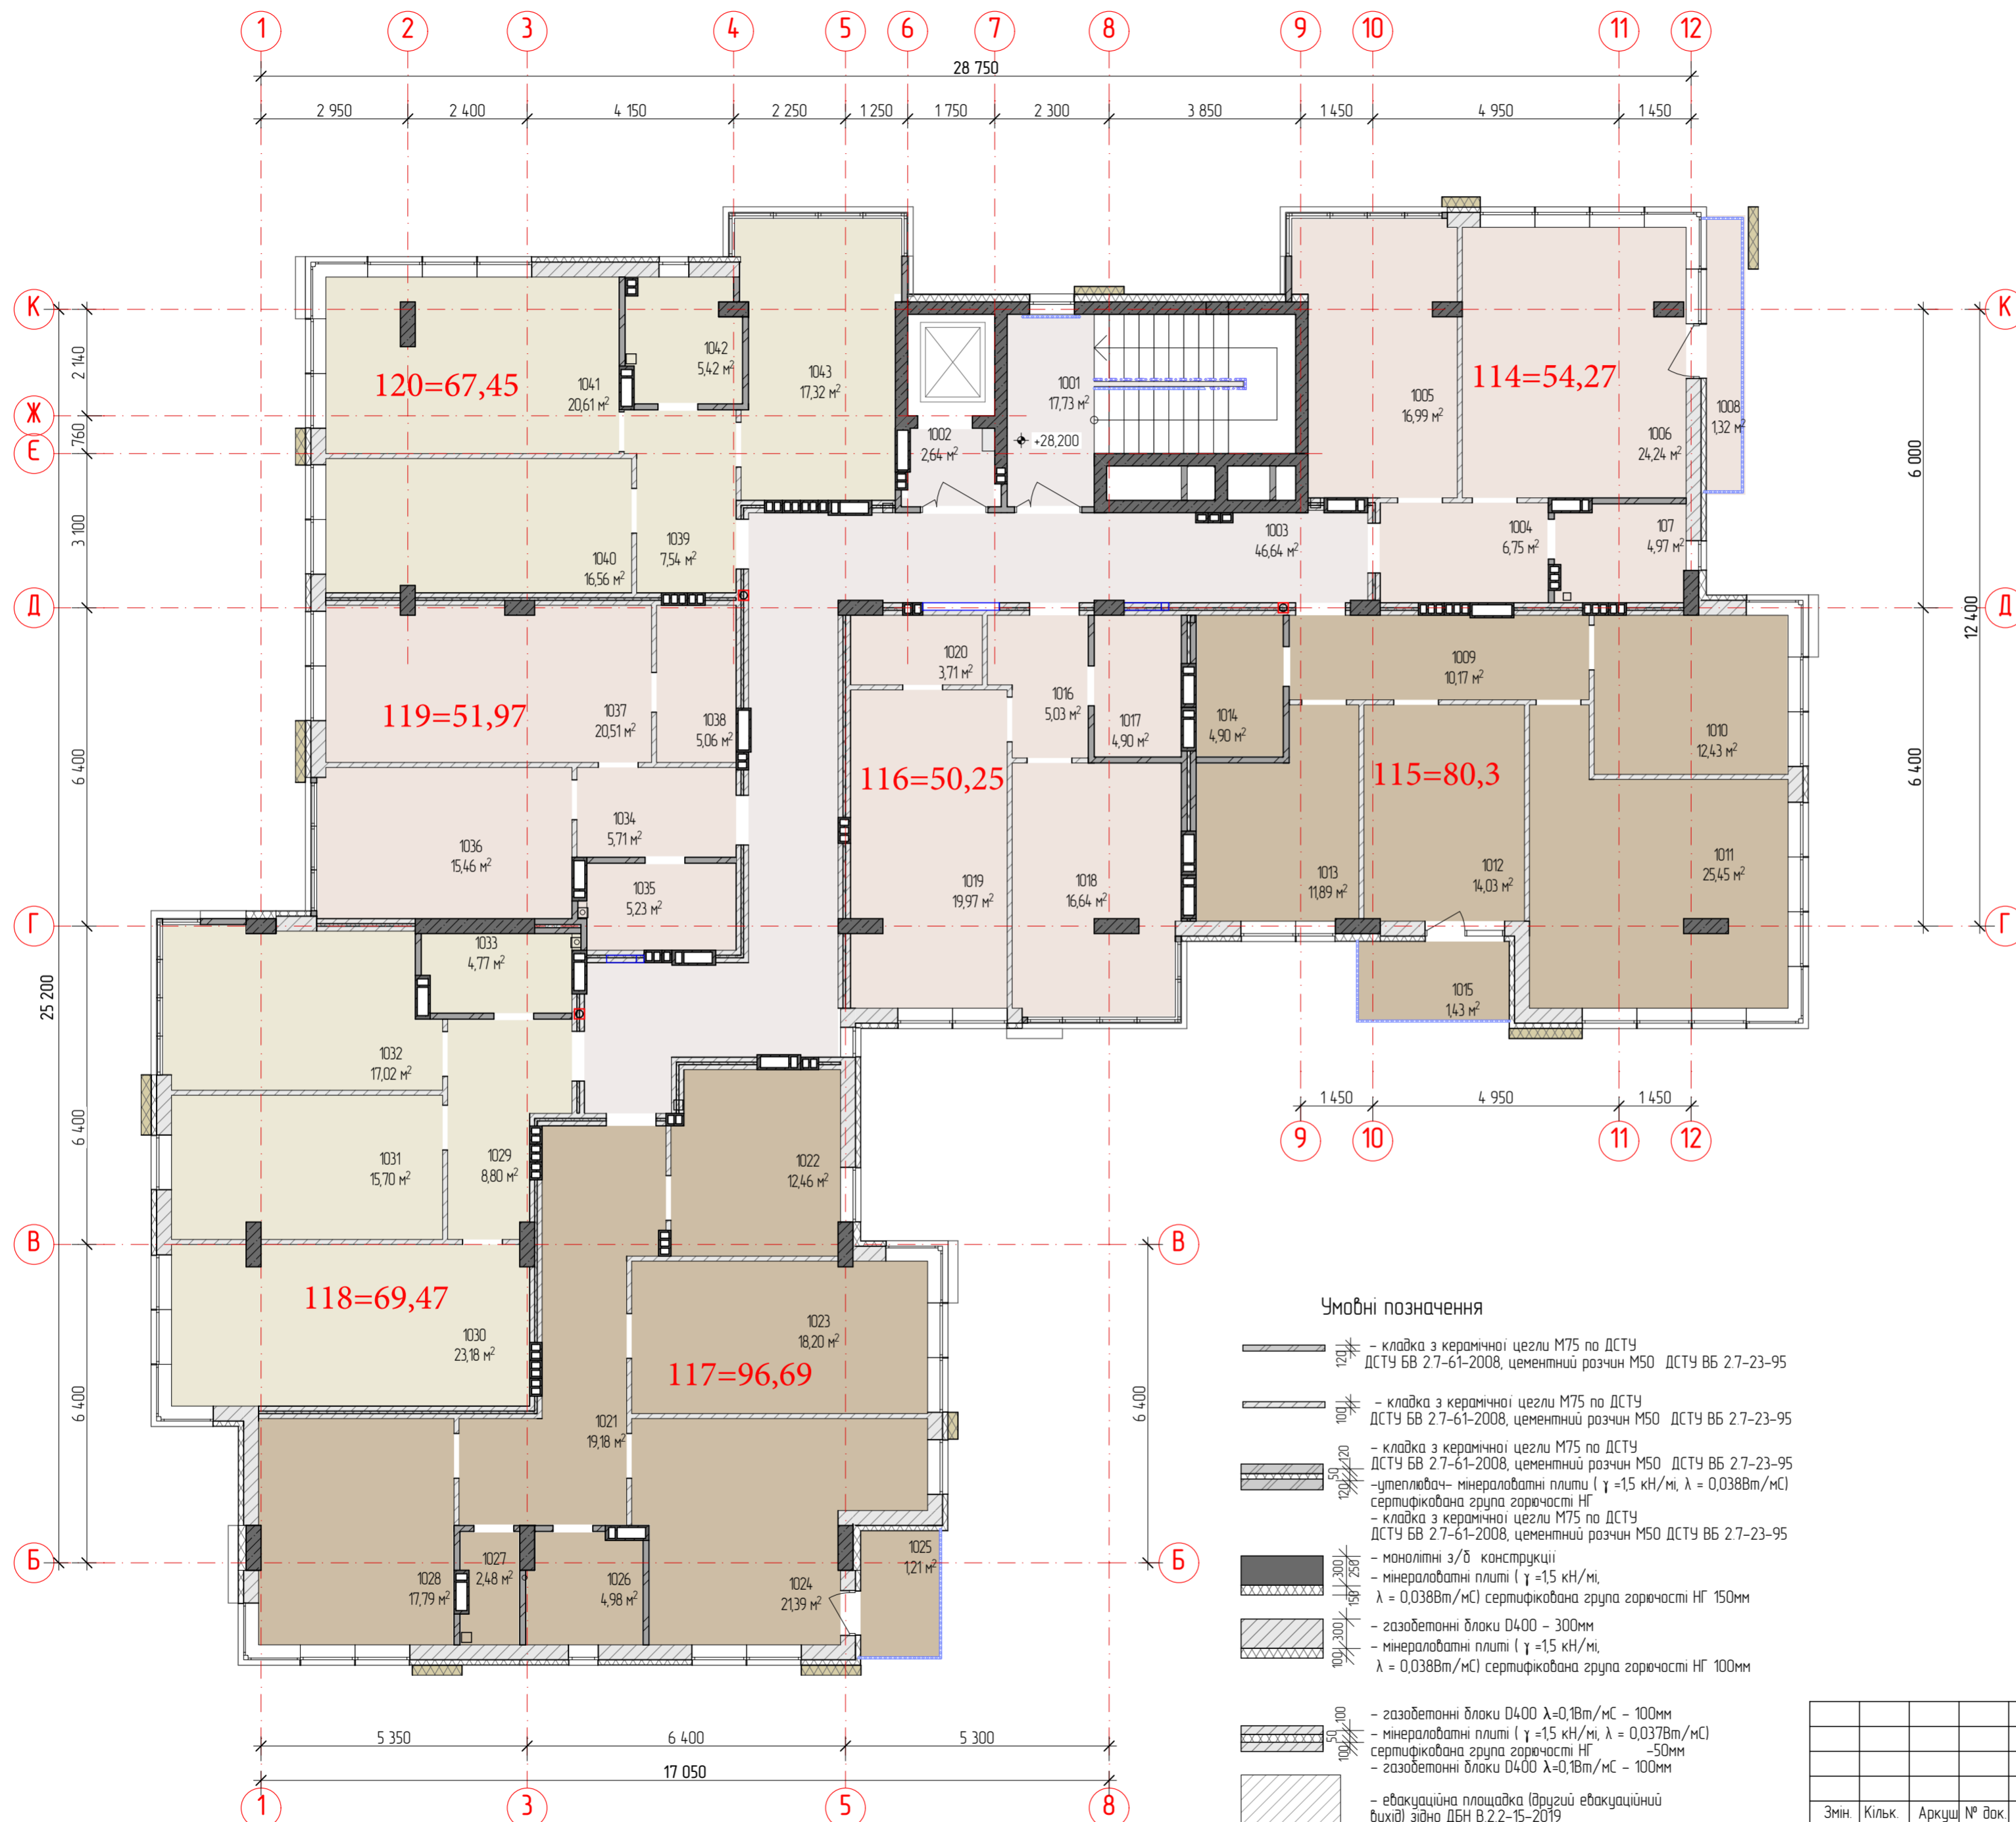 1 2 3 4 5 6 7 8 9 10 11 12
28 750
2 950 2 400 4 150 2 250 1 250 1 750 2 300 3 850 1 450 4 950 1 450
К
К
Ж
Є
Д
Д
Г
Г
В
В
Б
Б
2 140
760
3 100
6 400
6 400
6 400
25 200
6 000
6 400
12 400
120=67,45
1041
20,61 м²
1042
5,42 м²
1043
17,32 м²
1040
16,56 м²
1039
7,54 м²
1002
2,64 м²
1001
17,73 м²
+28,200
1003
46,64 м²
114=54,27
1005
16,99 м²
1006
24,24 м²
1008
1,32 м²
1004
6,75 м²
107
4,97 м²
119=51,97
1037
20,51 м²
1038
5,06 м²
1034
5,71 м²
1036
15,46 м²
1035
5,23 м²
116=50,25
1020
3,71 м²
1016
5,03 м²
1017
4,90 м²
1019
19,97 м²
1018
16,64 м²
115=80,3
1014
4,90 м²
1009
10,17 м²
1010
12,43 м²
1013
11,89 м²
1012
14,03 м²
1011
25,45 м²
1015
1,43 м²
1 450 4 950 1 450
9 10 11 12
118=69,47
1033
4,77 м²
1032
17,02 м²
1031
15,70 м²
1029
8,80 м²
1030
23,18 м²
117=96,69
1022
12,46 м²
1023
18,20 м²
1021
19,18 м²
1028
17,79 м²
1027
2,48 м²
1026
4,98 м²
1024
21,39 м²
1025
1,21 м²
6 400
5 350 6 400 5 300
17 050
1 3 5 8
Умовні позначення
120
– кладка з керамічної цегли М75 по ДСТУ
ДСТУ БВ 2.7-61-2008, цементний розчин М50 ДСТУ ВБ 2.7-23-95
100
– кладка з керамічної цегли М75 по ДСТУ
ДСТУ БВ 2.7-61-2008, цементний розчин М50 ДСТУ ВБ 2.7-23-95
120 50 120
– кладка з керамічної цегли М75 по ДСТУ
ДСТУ БВ 2.7-61-2008, цементний розчин М50 ДСТУ ВБ 2.7-23-95
-утеплювач- мінераловатні плити ( γ =1,5 кН/мі, λ = 0,038Вт/мС)
сертифікована група горючості НГ
– кладка з керамічної цегли М75 по ДСТУ
ДСТУ БВ 2.7-61-2008, цементний розчин М50 ДСТУ ВБ 2.7-23-95
300 250
150
– монолітні з/б конструкції
– мінераловатні плиті ( γ =1,5 кН/мі,
λ = 0,038Вт/мС) сертифікована група горючості НГ 150мм
300
100
– газобетонні блоки D400 – 300мм
– мінераловатні плиті ( γ =1,5 кН/мі,
λ = 0,038Вт/мС) сертифікована група горючості НГ 100мм
100 50 100
– газобетонні блоки D400 λ=0,1Вт/мС – 100мм
– мінераловатні плиті ( γ =1,5 кН/мі, λ = 0,037Вт/мС)
сертифікована група горючості НГ -50мм
– газобетонні блоки D400 λ=0,1Вт/мС – 100мм
– евакуаційна площадка (другий евакуаційний
вихід) зідно ДБН В.2.2-15-2019
Змін. Кільк. Аркуш № док.